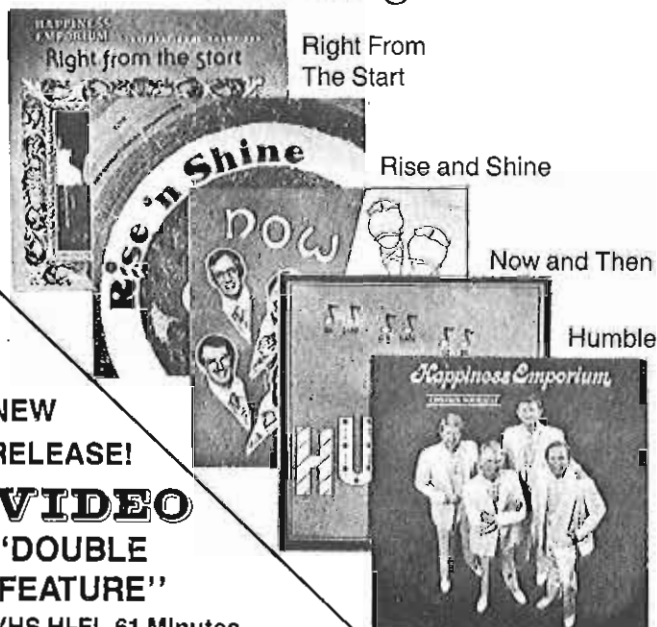 HAPPINESS
EMPORIUM
Right from the start
Right From
The Start
Rise 'n Shine
Rise and Shine
now
Now and Then
HU
Humble
Happiness Emporium
NEW
RELEASE!
VIDEO
"DOUBLE
FEATURE"
VHS HI-FI, 61 Minutes